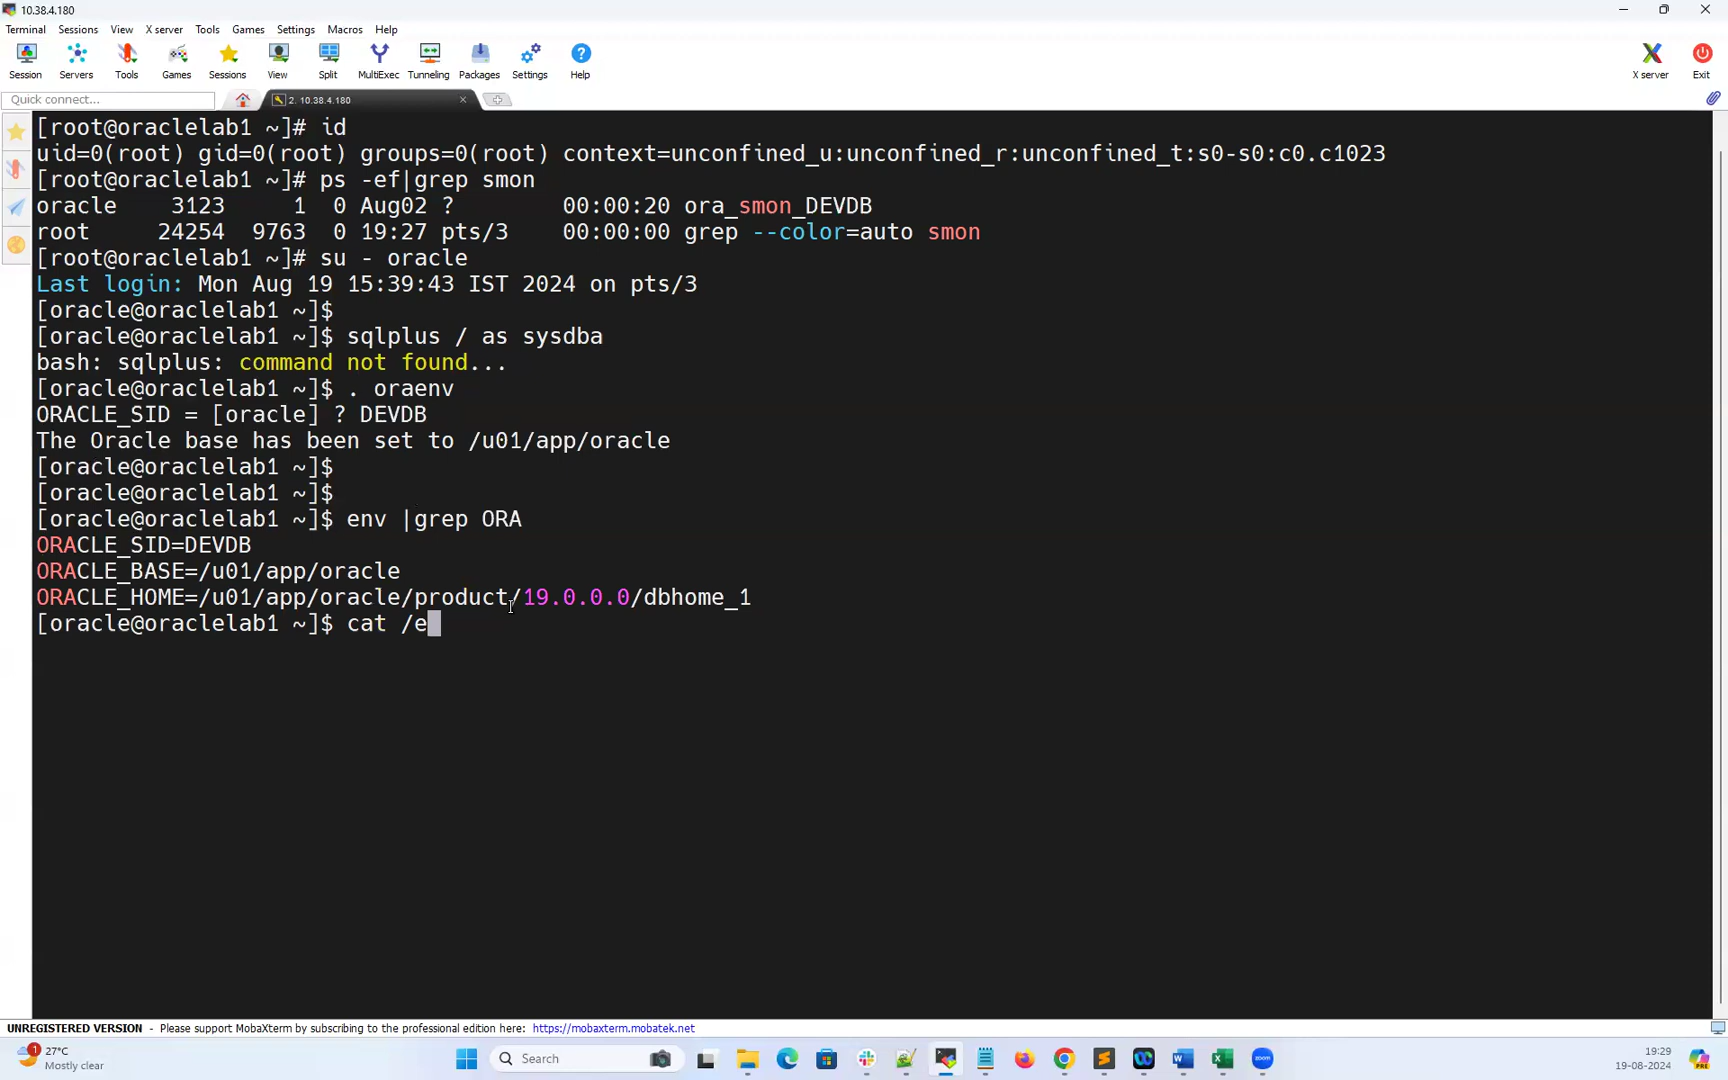 10.38.4.180
Terminal Sessions View X server Tools Games Settings Macros Help
Session Servers Tools Games Sessions View Split MultiExec Tunneling Packages Settings Help X server Exit
Quick connect... 2. 10.38.4.180
[root@oraclelab1 ~]# id
uid=0(root) gid=0(root) groups=0(root) context=unconfined_u:unconfined_r:unconfined_t:s0-s0:c0.c1023
[root@oraclelab1 ~]# ps -ef|grep smon
oracle 3123 1 0 Aug02 ? 00:00:20 ora_smon_DEVDB
root 24254 9763 0 19:27 pts/3 00:00:00 grep --color=auto smon
[root@oraclelab1 ~]# su - oracle
Last login: Mon Aug 19 15:39:43 IST 2024 on pts/3
[oracle@oraclelab1 ~]$
[oracle@oraclelab1 ~]$ sqlplus / as sysdba
bash: sqlplus: command not found...
[oracle@oraclelab1 ~]$ . oraenv
ORACLE_SID = [oracle] ? DEVDB
The Oracle base has been set to /u01/app/oracle
[oracle@oraclelab1 ~]$
[oracle@oraclelab1 ~]$
[oracle@oraclelab1 ~]$ env |grep ORA
ORACLE_SID=DEVDB
ORACLE_BASE=/u01/app/oracle
ORACLE_HOME=/u01/app/oracle/product/19.0.0.0/dbhome_1
[oracle@oraclelab1 ~]$ cat /e
UNREGISTERED VERSION - Please support MobaXterm by subscribing to the professional edition here: https://mobaxterm.mobatek.net
1 27°C
Mostly clear
Search
19:29
19-08-2024
PRE